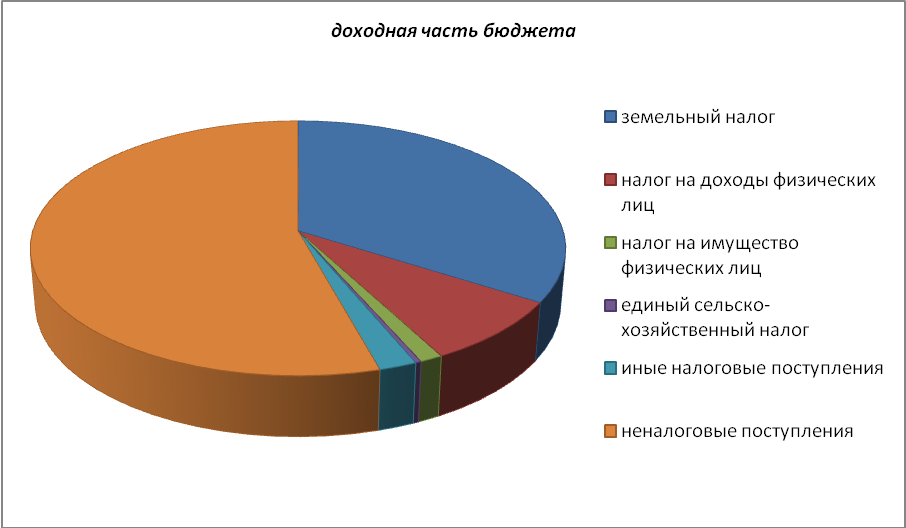 доходная часть бюджета
земельный налог
налог на доходы физических
лиц
налог на имущество
физических лиц
единый сельско-
хозяйственный налог
иные налоговые поступления
неналоговые поступления